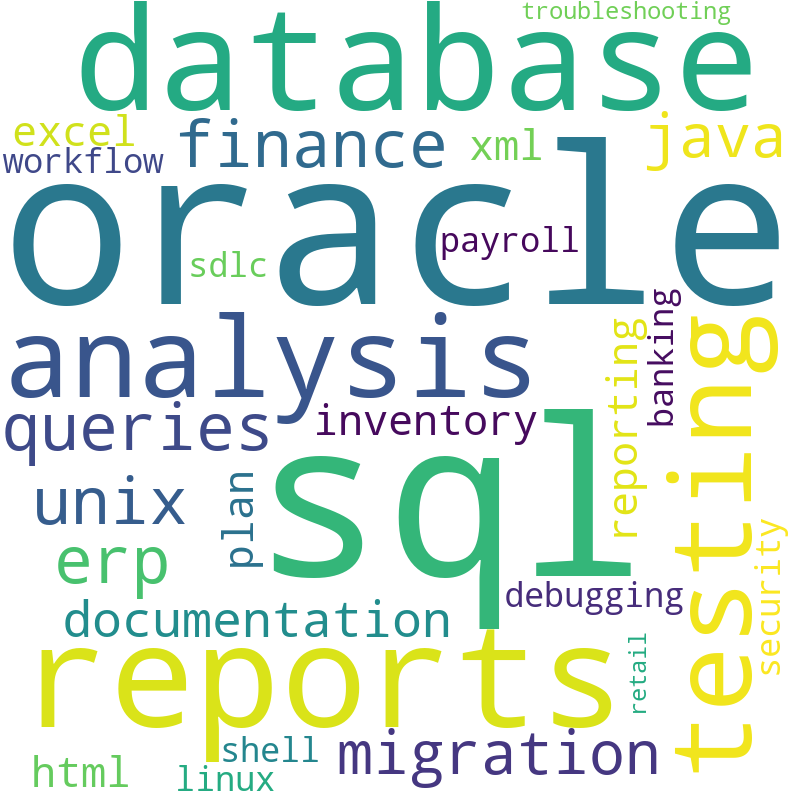 troubleshooting
database
excel
finance
xml
java
workflow
oracle
payroll
sdlc
analysis
banking
reporting
testing
queries
inventory
sql
unix
plan
erp
security
debugging
documentation
reports
retail
shell
migration
html
linux